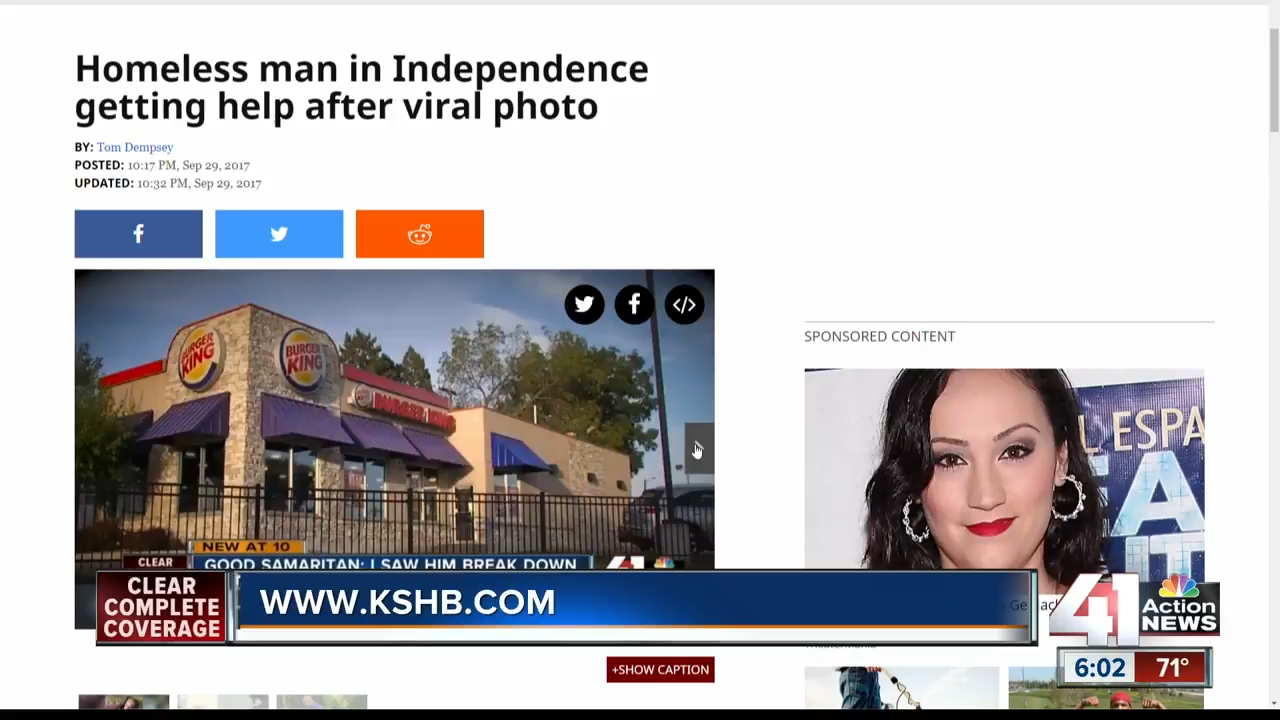 Homeless man in Independence
getting help after viral photo
BY: Tom Dempsey
POSTED: 10:17 PM, Sep 29, 2017
UPDATED: 10:32 PM, Sep 29, 2017
BURGER KING
BURGER KING
BURGER KING
NEW AT 10
CLEAR
GOOD SAMARITAN: I SAW HIM BREAK DOWN
41
SPONSORED CONTENT
L ESPA
CLEAR
COMPLETE
COVERAGE
WWW.KSHB.COM
41
Action
NEWS
6:02 71°
+SHOW CAPTION